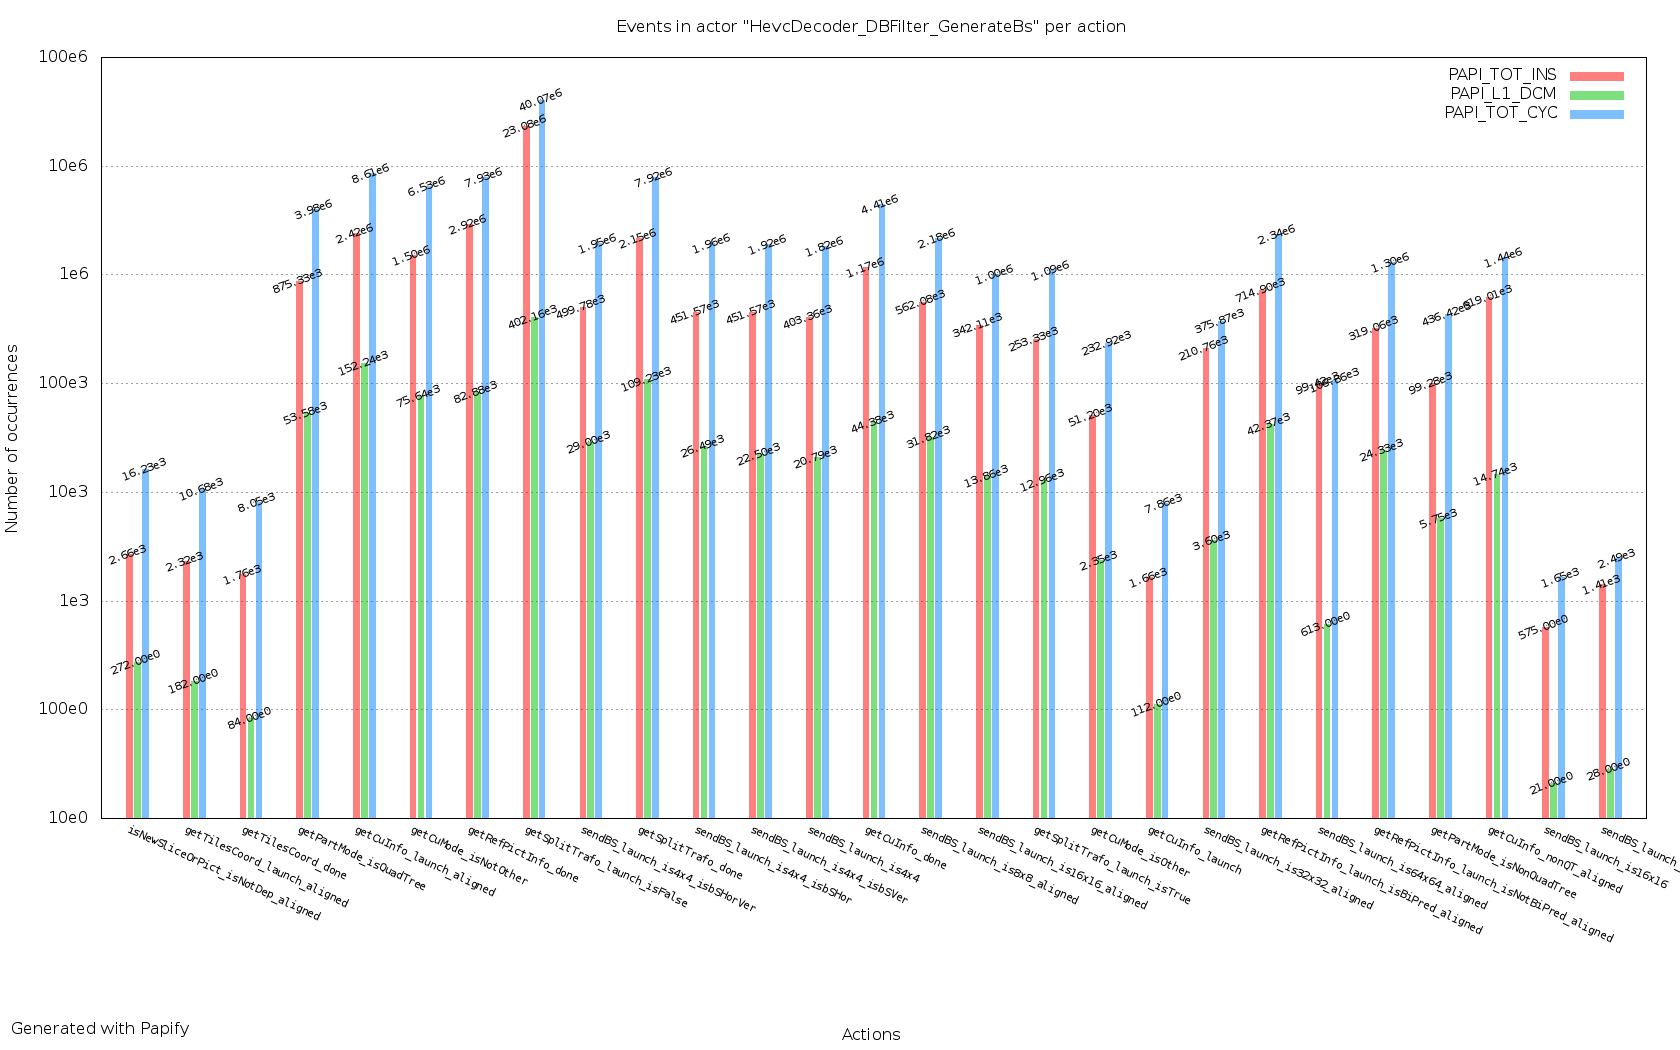 Events in actor "HevcDecoder_DBFilter_GenerateBs" per action
100e6
10e6
1e6
100e3
10e3
1e3
100e0
10e0
Number of occurrences
PAPI_TOT_INS
PAPI_L1_DCM
PAPI_TOT_CYC
2.66e3
272.00e0
16.23e3
2.32e3
182.00e0
10.68e3
1.76e3
84.00e0
8.05e3
875.33e3
53.58e3
3.98e6
2.42e6
152.24e3
8.61e6
1.50e6
75.64e3
6.53e6
2.92e6
82.88e3
7.93e6
23.08e6
402.16e3
40.07e6
499.78e3
29.00e3
1.95e6
2.15e6
109.23e3
7.92e6
451.57e3
26.49e3
1.96e6
451.57e3
22.50e3
1.92e6
403.36e3
20.79e3
1.82e6
1.17e6
44.38e3
4.41e6
562.08e3
31.82e3
2.18e6
342.11e3
13.86e3
1.00e6
253.33e3
12.96e3
1.09e6
51.20e3
2.35e3
232.92e3
1.66e3
112.00e0
7.86e3
210.76e3
3.60e3
375.87e3
714.90e3
42.37e3
2.34e6
99.42e3
613.00e0
319.06e3
24.33e3
1.30e6
99.28e3
5.75e3
436.42e3
619.01e3
14.74e3
1.44e6
575.00e0
21.00e0
1.65e3
1.41e3
28.00e0
2.49e3
isNewSliceOrPict_isNotDep_aligned
getTilesCoord_launch_aligned
getTilesCoord_done
getPartMode_isQuadTree
getCuInfo_launch_aligned
getCuMode_isNotOther
getRefPictInfo_done
getSplitTrafo_launch_isFalse
sendBS_launch_is4x4_isbSHorVer
getSplitTrafo_done
sendBS_launch_is4x4_isbSHor
sendBS_launch_is4x4_isbSVer
sendBS_launch_is4x4
getCuInfo_done
sendBS_launch_is8x8_aligned
sendBS_launch_is16x16_aligned
getSplitTrafo_launch_isTrue
getCuMode_isOther
getCuInfo_launch
sendBS_launch_is32x32_aligned
getRefPictInfo_launch_isBiPred_aligned
sendBS_launch_is64x64_aligned
getRefPictInfo_launch_isNotBiPred_aligned
getPartMode_isNonQuadTree
getCuInfo_nonQT_aligned
sendBS_launch_is16x16
sendBS_launch_
Actions
Generated with Papify